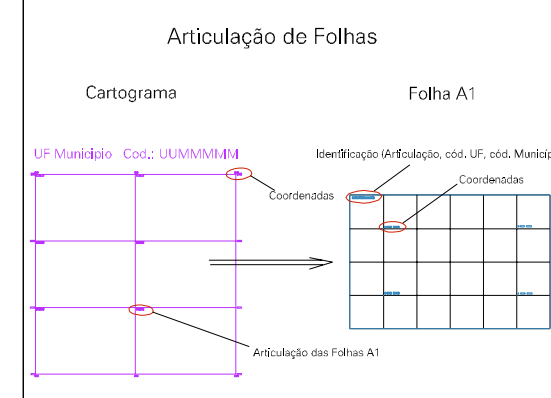 Articulação de Folhas
Cartograma
Folha A1
UF Municipio Cod.: UUMMMMM
Identificação (Articulação, cód. UF, cód. Municíp
Coordenadas
Coordenadas
Articulação das Folhas A1